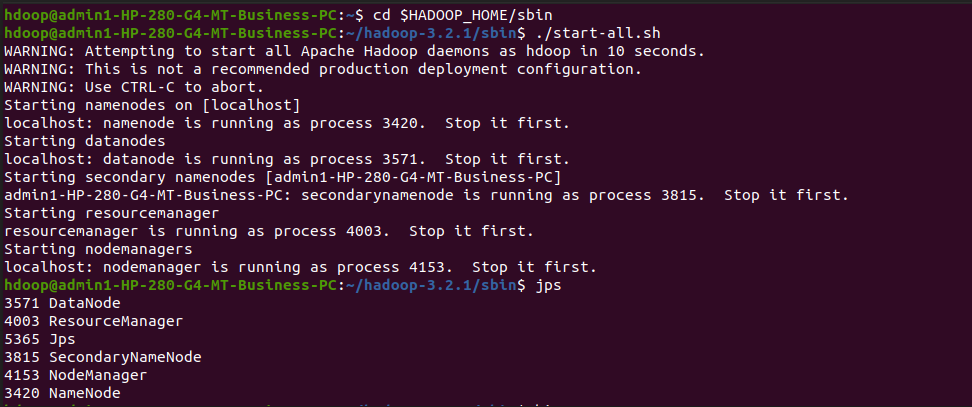 hdoop@admin1-HP-280-G4-MT-Business-PC:~$ cd $HADOOP_HOME/sbin
hdoop@admin1-HP-280-G4-MT-Business-PC:~/hadoop-3.2.1/sbin$ ./start-all.sh
WARNING: Attempting to start all Apache Hadoop daemons as hdoop in 10 seconds.
WARNING: This is not a recommended production deployment configuration.
WARNING: Use CTRL-C to abort.
Starting namenodes on [localhost]
localhost: namenode is running as process 3420.  Stop it first.
Starting datanodes
localhost: datanode is running as process 3571.  Stop it first.
Starting secondary namenodes [admin1-HP-280-G4-MT-Business-PC]
admin1-HP-280-G4-MT-Business-PC: secondarynamenode is running as process 3815.  Stop it first.
Starting resourcemanager
resourcemanager is running as process 4003.  Stop it first.
Starting nodemanagers
localhost: nodemanager is running as process 4153.  Stop it first.
hdoop@admin1-HP-280-G4-MT-Business-PC:~/hadoop-3.2.1/sbin$ jps
3571 DataNode
4003 ResourceManager
5365 Jps
3815 SecondaryNameNode
4153 NodeManager
3420 NameNode